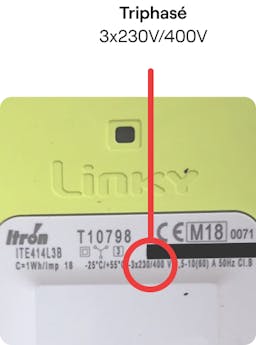 Triphasé
3x230V/400V
Linky
Itron T10798 CE M18 0071
ITE414L3B
C=1Wh/imp 18 -25°C/+55°C -3x230/400 V ,5-10(60) A 50Hz Cl.B